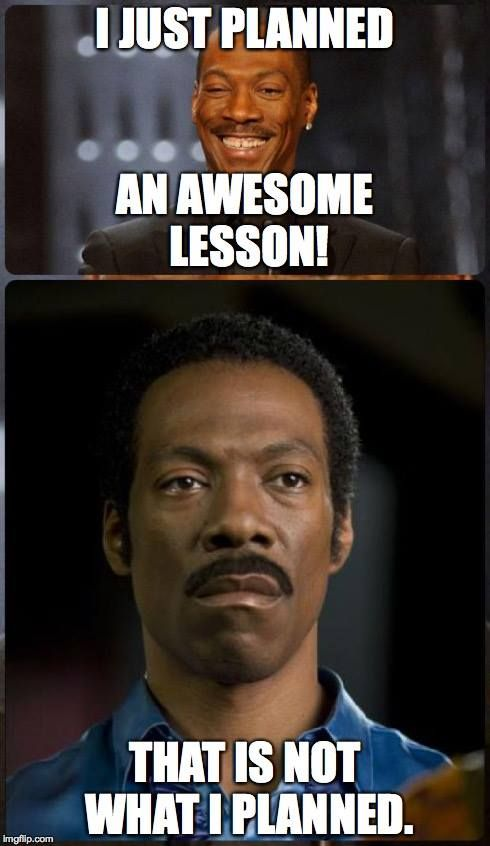 I JUST PLANNED
AN AWESOME
LESSON!
THAT IS NOT
WHAT I PLANNED.
imgflip.com